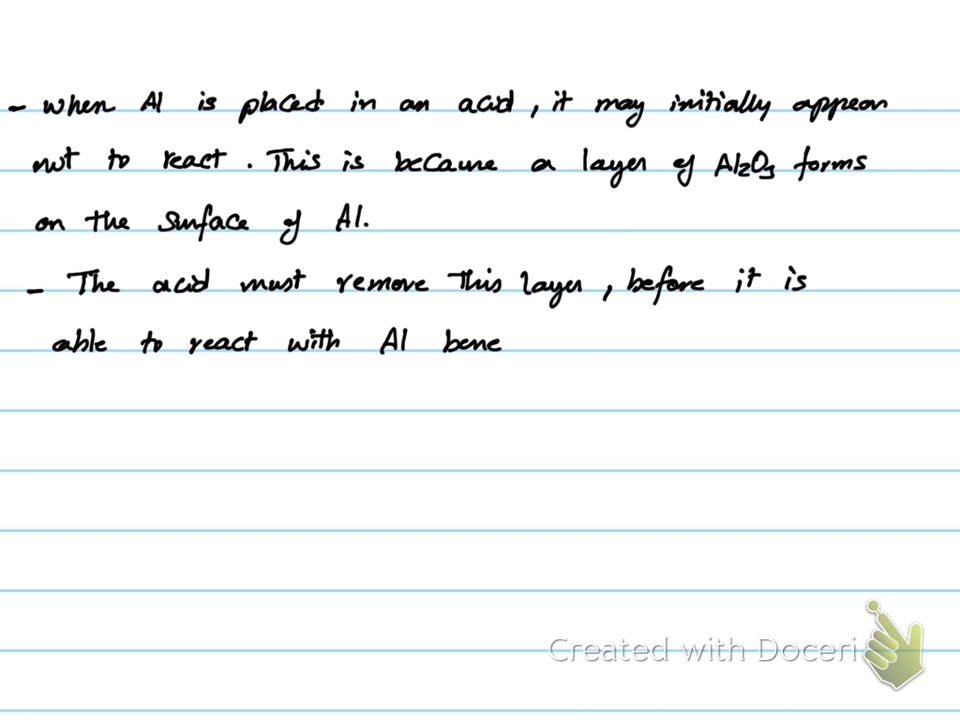 - When Al is placed in an acid, it may initially appear
not to react. This is because a layer of Al2O3 forms
on the surface of Al.
- The acid must remove this layer, before it is
able to react with Al bene
Created with Doceri